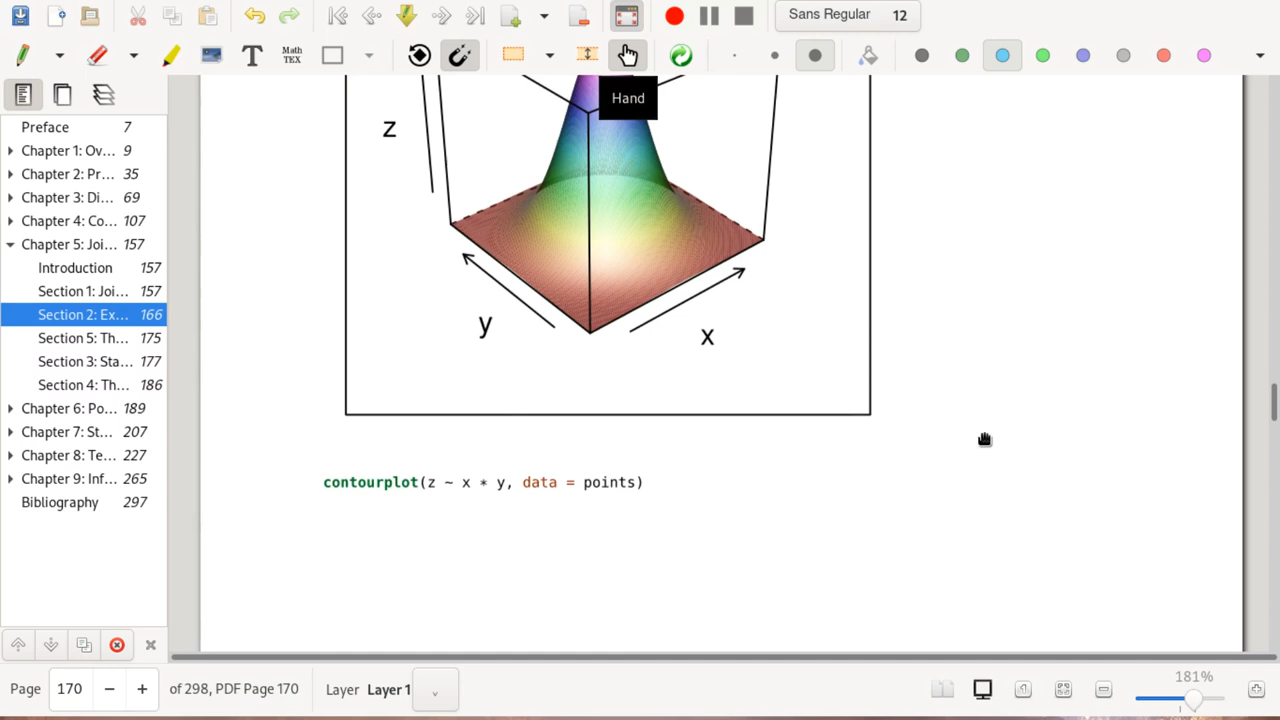 Sans Regular 12
T
Math
TEX
Hand
Preface 7
Chapter 1: Ov... 9
Chapter 2: Pr... 35
Chapter 3: Di... 69
Chapter 4: Co... 107
Chapter 5: Joi... 157
Introduction 157
Section 1: Joi... 157
Section 2: Ex... 166
Section 5: Th... 175
Section 3: Sta... 177
Section 4: Th... 186
Chapter 6: Po... 189
Chapter 7: St... 207
Chapter 8: Te... 227
Chapter 9: Inf... 265
Bibliography 297
z
y
x
contourplot(z ~ x * y, data = points)
Page 170 − + of 298, PDF Page 170 Layer Layer 1 181%